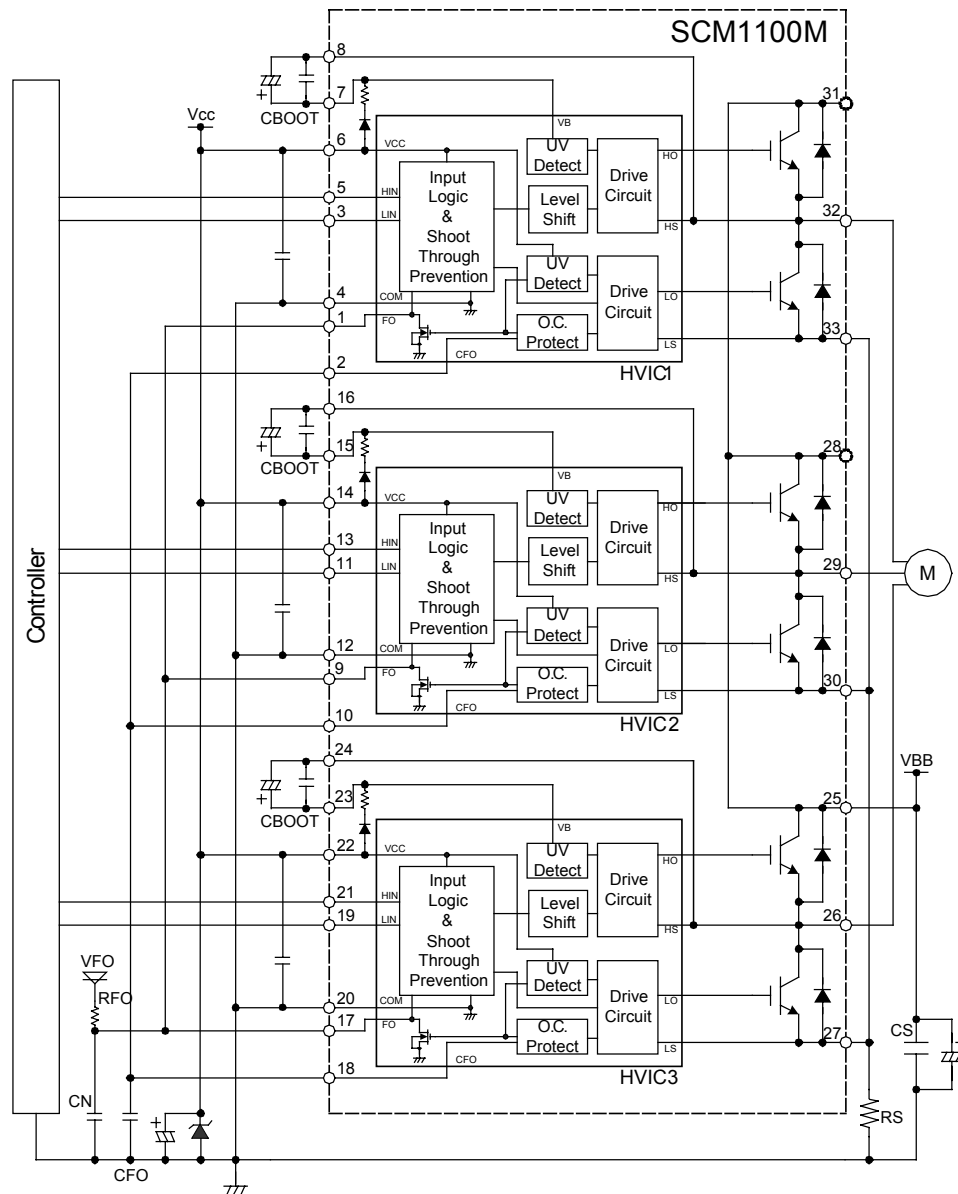 SCM1100M
8
7
CBOOT
Vcc
31
6
VCC
VB
UV
Detect
HO
Drive
Circuit
Input
Logic
&
Shoot
Through
Prevention
5
HIN
3
LIN
Level
Shift
HS
32
UV
Detect
Drive
Circuit
LO
4
COM
1
FO
O.C.
Protect
LS
33
CFO
2
HVIC1
16
15
CBOOT
28
14
VCC
VB
UV
Detect
HO
Drive
Circuit
Input
Logic
&
Shoot
Through
Prevention
13
HIN
11
LIN
Level
Shift
HS
29
M
Controller
UV
Detect
Drive
Circuit
LO
12
COM
9
FO
O.C.
Protect
LS
30
CFO
10
HVIC2
24
23
CBOOT
VBB
25
22
VCC
VB
UV
Detect
HO
Drive
Circuit
Input
Logic
&
Shoot
Through
Prevention
21
HIN
19
LIN
Level
Shift
HS
26
VFO
RFO
UV
Detect
Drive
Circuit
LO
20
COM
17
FO
O.C.
Protect
LS
27
CS
CFO
18
HVIC3
CN
+
RS
CFO
+
+
+